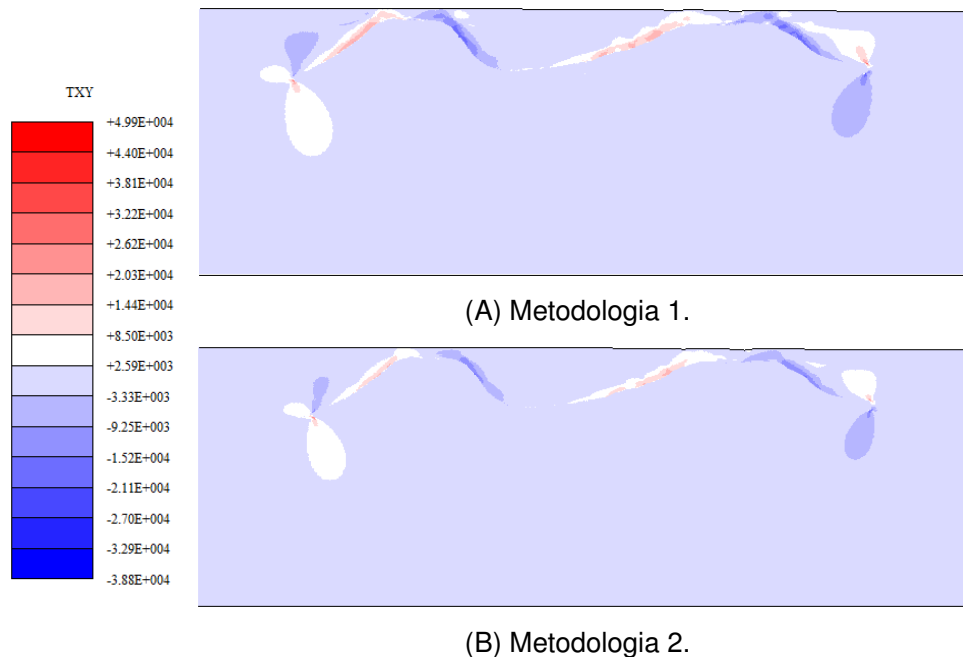 TXY
+4.99E+004
+4.40E+004
+3.81E+004
+3.22E+004
+2.62E+004
+2.03E+004
+1.44E+004
+8.50E+003
+2.59E+003
-3.33E+003
-9.25E+003
-1.52E+004
-2.11E+004
-2.70E+004
-3.29E+004
-3.88E+004
(A) Metodologia 1.
(B) Metodologia 2.